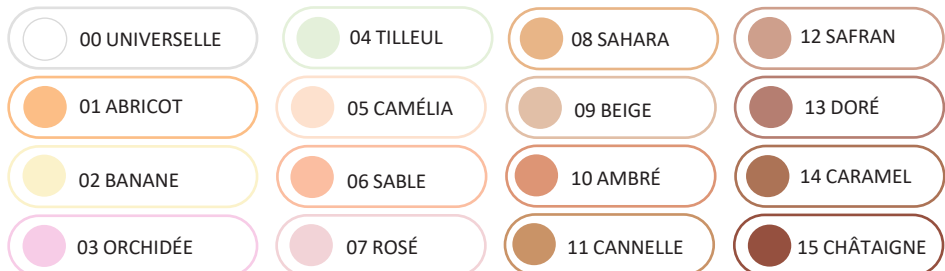 00 UNIVERSELLE
01 ABRICOT
02 BANANE
03 ORCHIDÉE
04 TILLEUL
05 CAMÉLIA
06 SABLE
07 ROSÉ
08 SAHARA
09 BEIGE
10 AMBRÉ
11 CANNELLE
12 SAFRAN
13 DORÉ
14 CARAMEL
15 CHÂTAIGNE